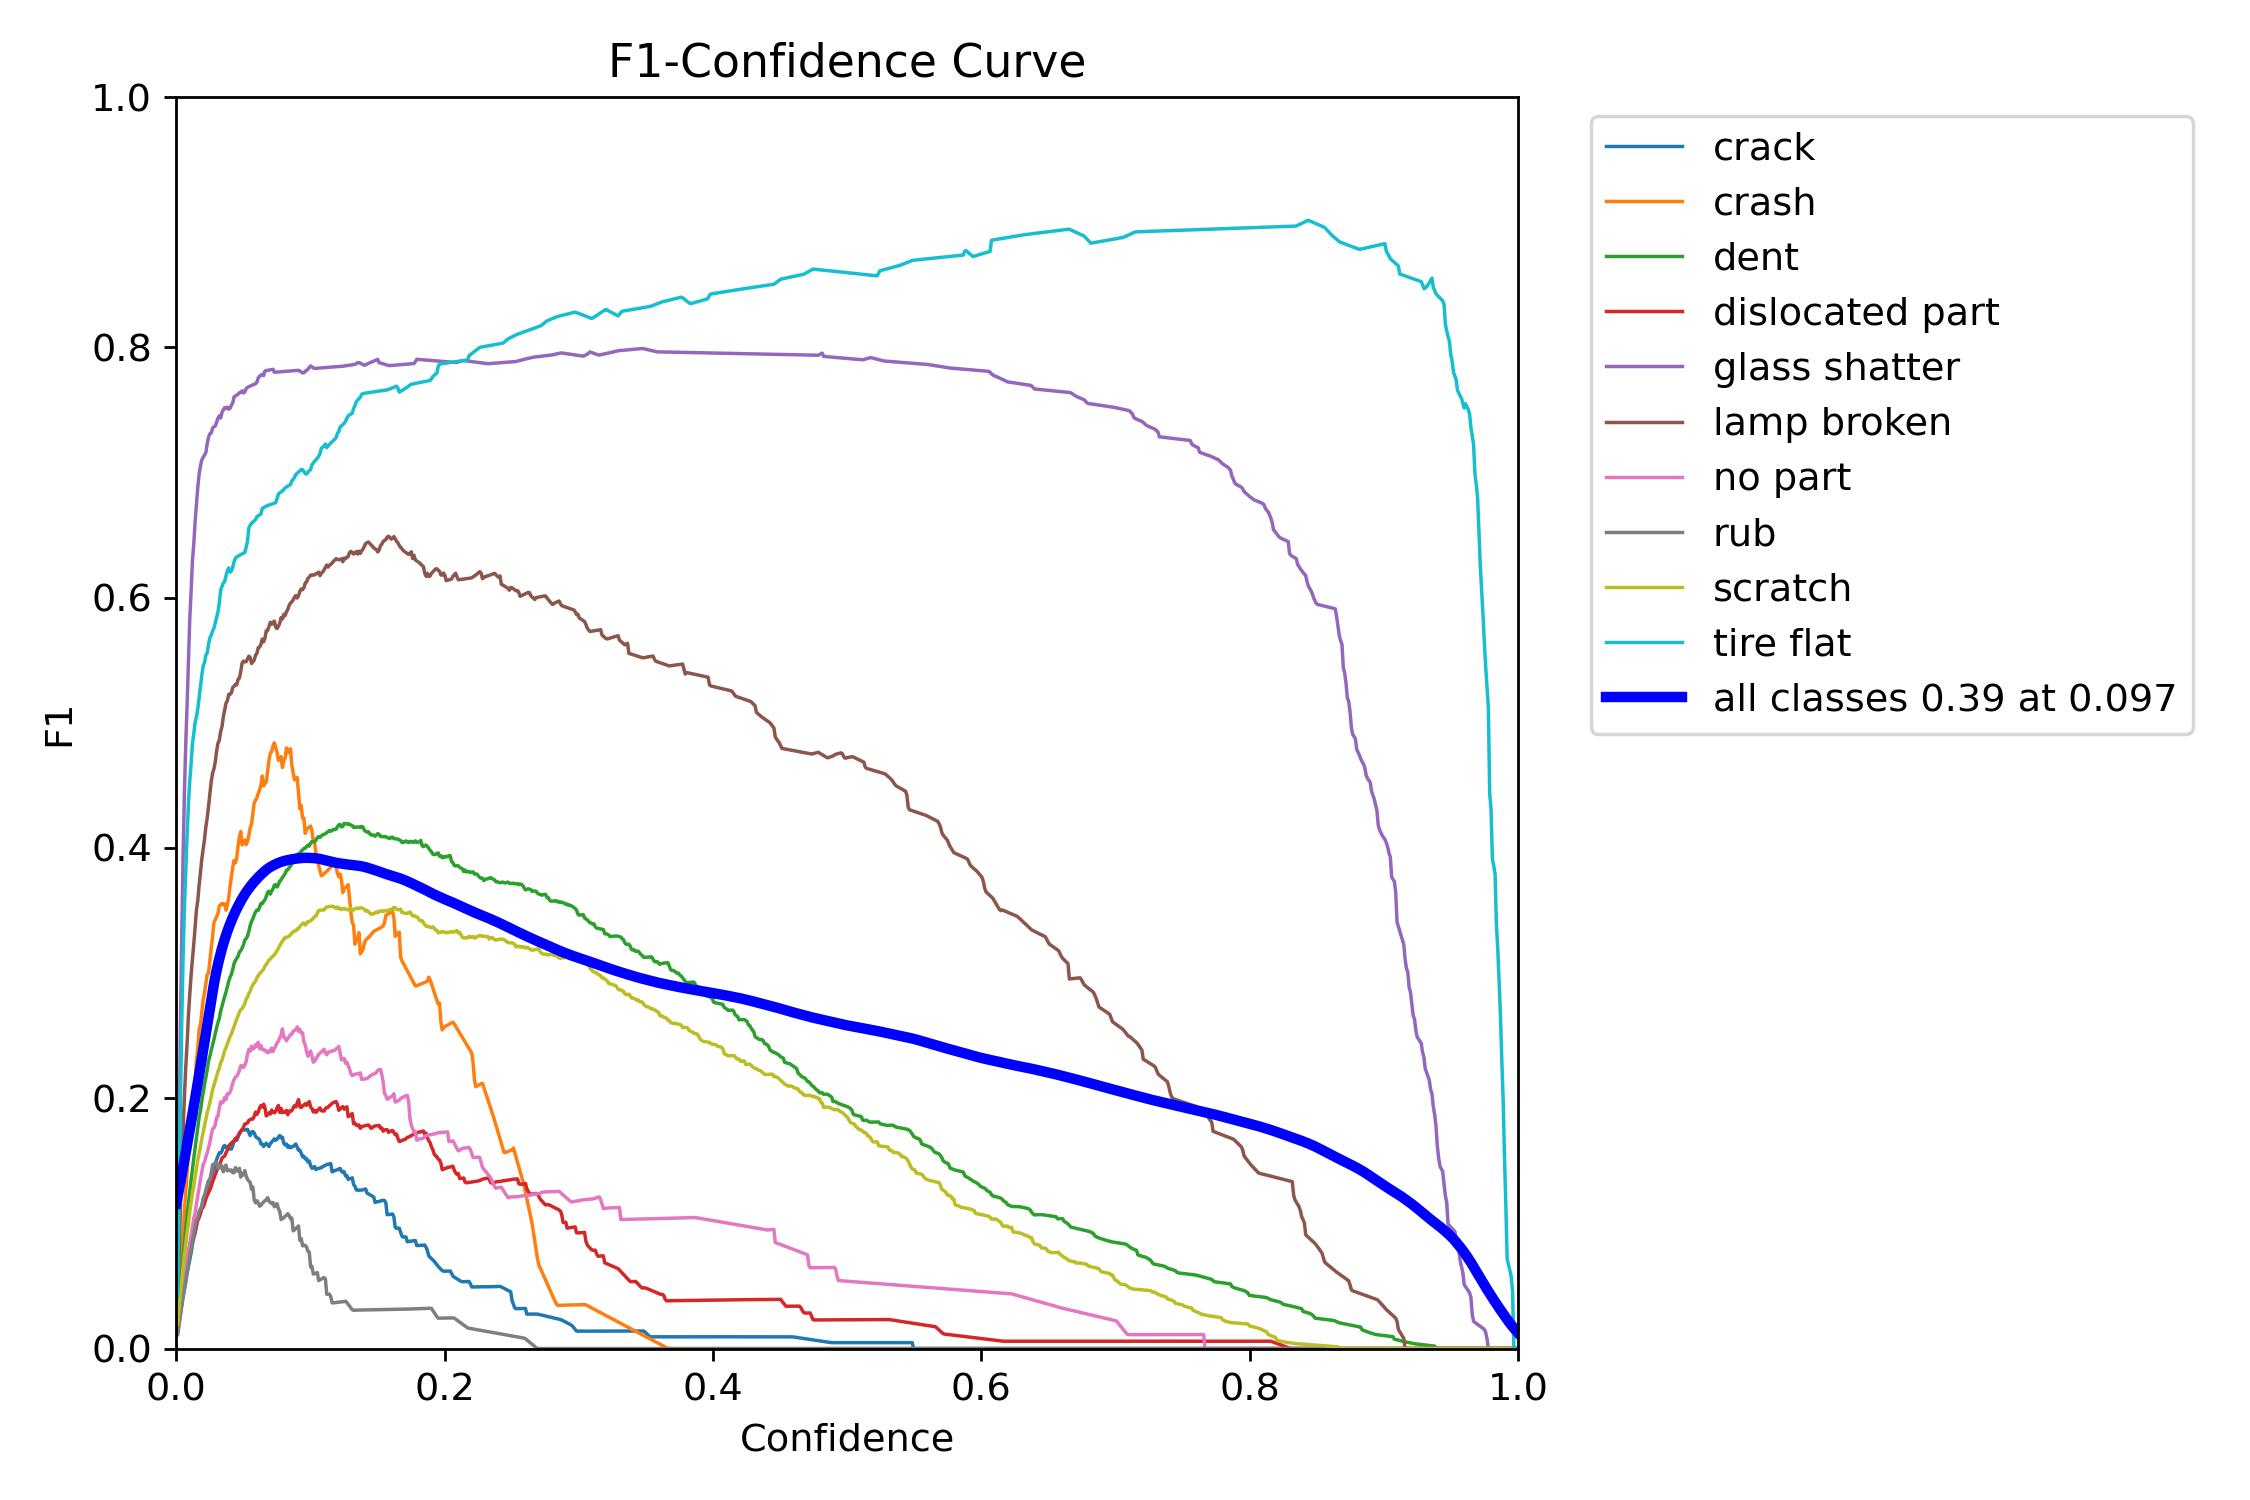 F1-Confidence Curve
1.0
0.8
0.6
0.4
0.2
0.0
F1
0.0 0.2 0.4 0.6 0.8 1.0
Confidence
crack
crash
dent
dislocated part
glass shatter
lamp broken
no part
rub
scratch
tire flat
all classes 0.39 at 0.097